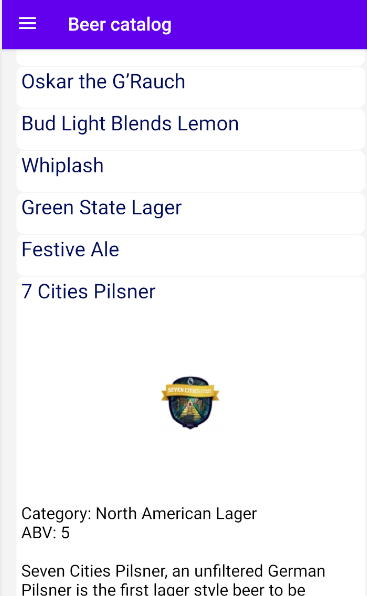 Beer catalog
Oskar the G’Rauch
Bud Light Blends Lemon
Whiplash
Green State Lager
Festive Ale
7 Cities Pilsner
SEVEN CITIES
Category: North American Lager
ABV: 5
Seven Cities Pilsner, an unfiltered German
Pilsner is the first lager style beer to be